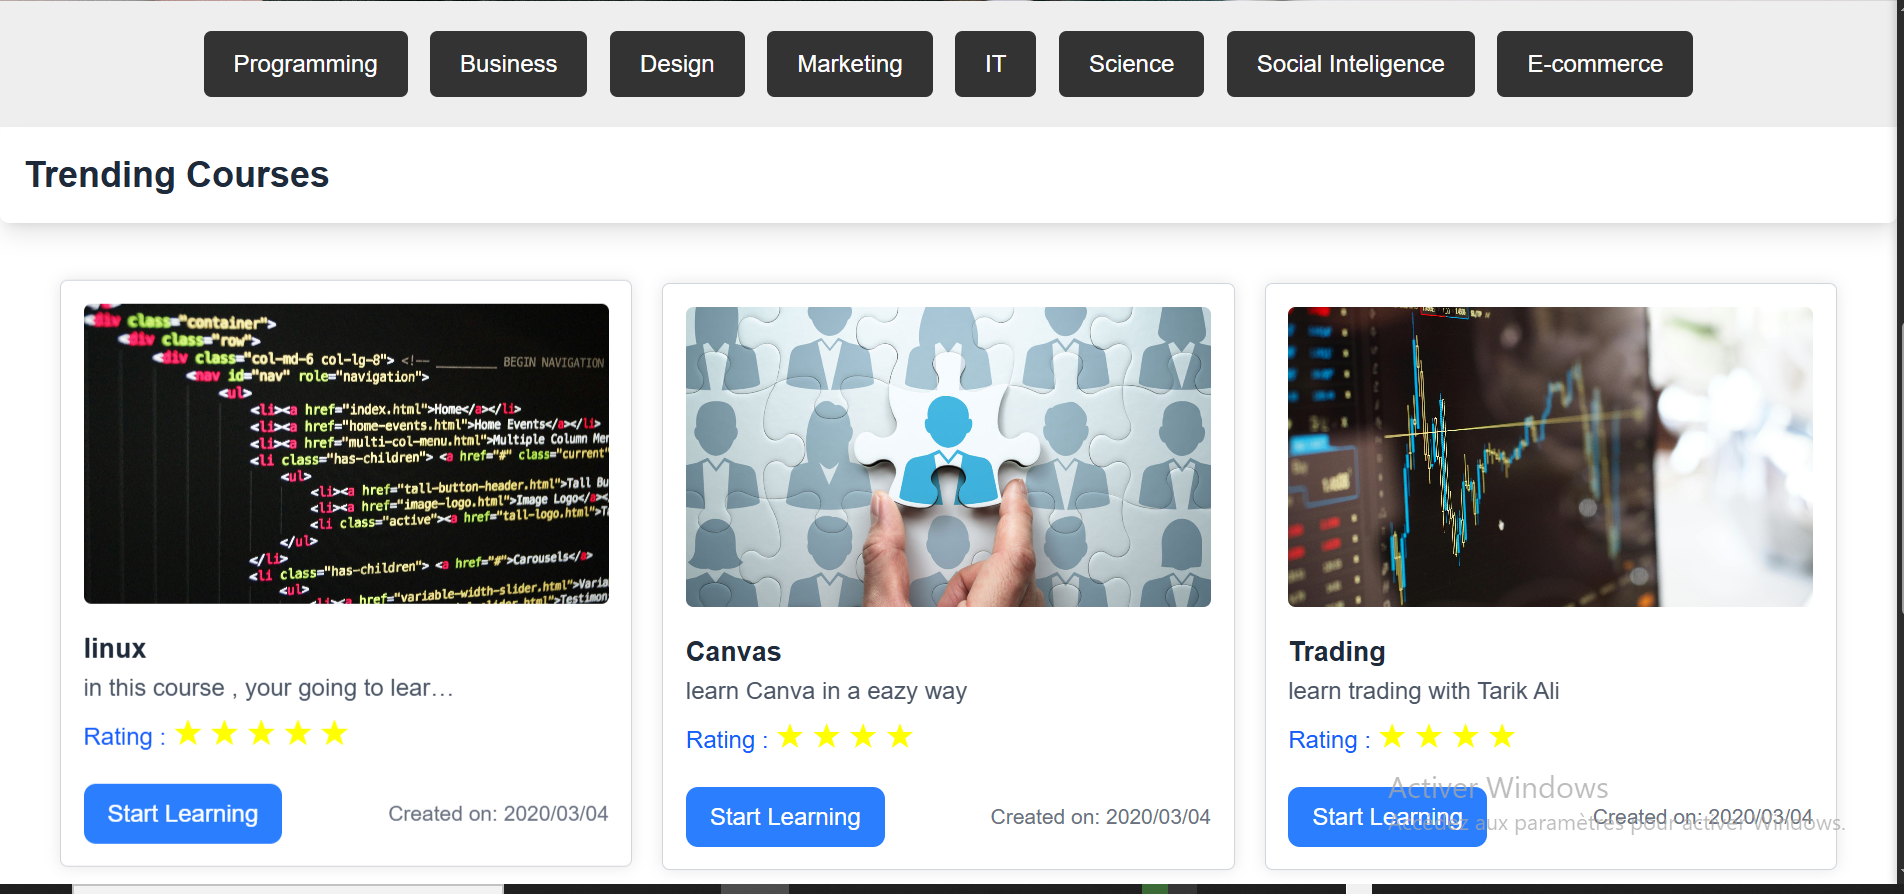 Programming Business Design Marketing IT Science Social Inteligence E-commerce
Trending Courses
<div class="container">
<div class="row">
<div class="col-md-6 col-lg-8"> <!-- BEGIN NAVIGATION
<nav id="nav" role="navigation">
<ul>
<li><a href="index.html">Home</a></li>
<li><a href="home-events.html">Home Events</a></li>
<li><a href="multi-col-menu.html">Multiple Column Men
<li class="has-children"> <a href="#" class="current"
<ul>
<li><a href="tall-button-header.html">Tall Bu
<li><a href="image-logo.html">Image Logo</a><
<li class="active"><a href="tall-logo.html">Ta
</ul>
</li>
<li class="has-children"> <a href="#">Carousels</a>
<ul>
<li><a href="variable-width-slider.html">Varia
slider.html">Testimon
linux
in this course , your going to lear…
Rating : ★ ★ ★ ★ ★
Start Learning Created on: 2020/03/04
Canvas
learn Canva in a eazy way
Rating : ★ ★ ★ ★
Start Learning Created on: 2020/03/04
Trading
learn trading with Tarik Ali
Rating : ★ ★ ★ ★
Start Learning Created on: 2020/03/04
Activer Windows
Accédez aux paramètres pour activer Windows.